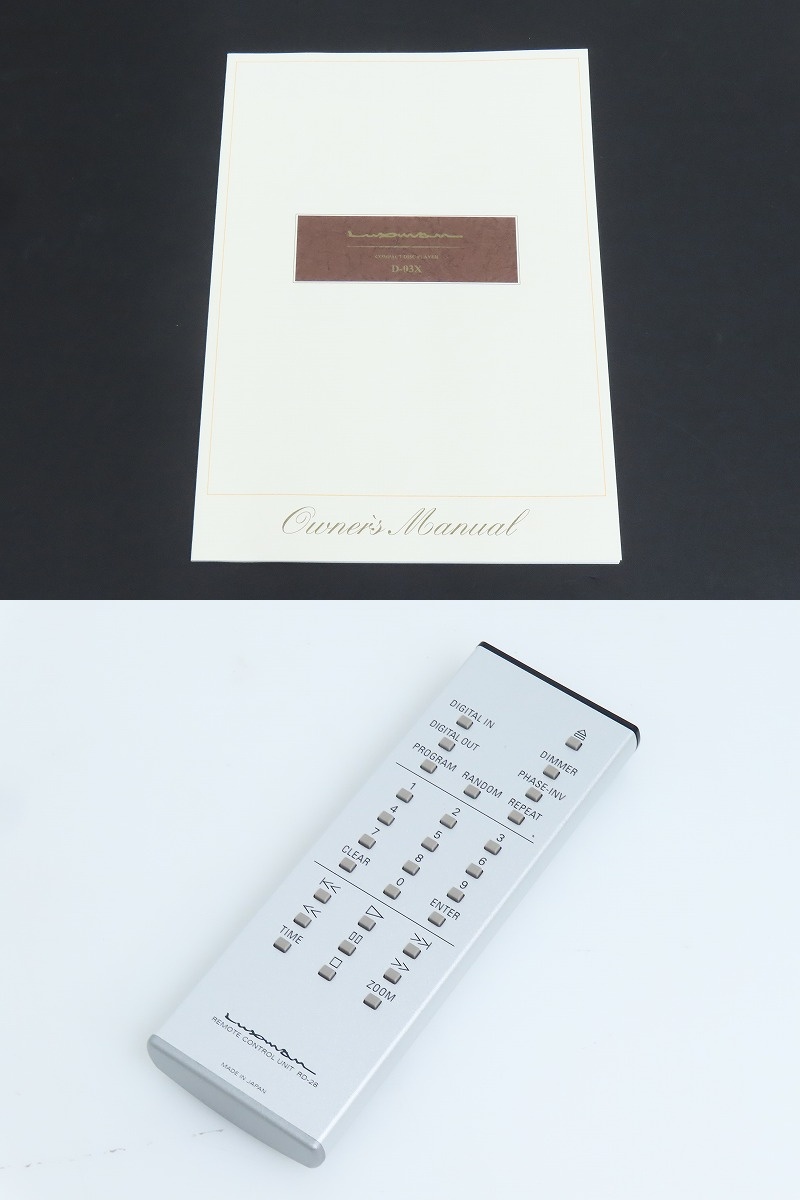 Luxman
COMPACT DISC PLAYER
D-03X
Owner's Manual
DIGITAL IN
DIGITAL OUT
DIMMER
PROGRAM RANDOM PHASE-INV
REPEAT
1 2 3
4 5 6
7 8 9
CLEAR 0 ENTER
TIME
ZOOM
Luxman
REMOTE CONTROL UNIT RD-28
MADE IN JAPAN